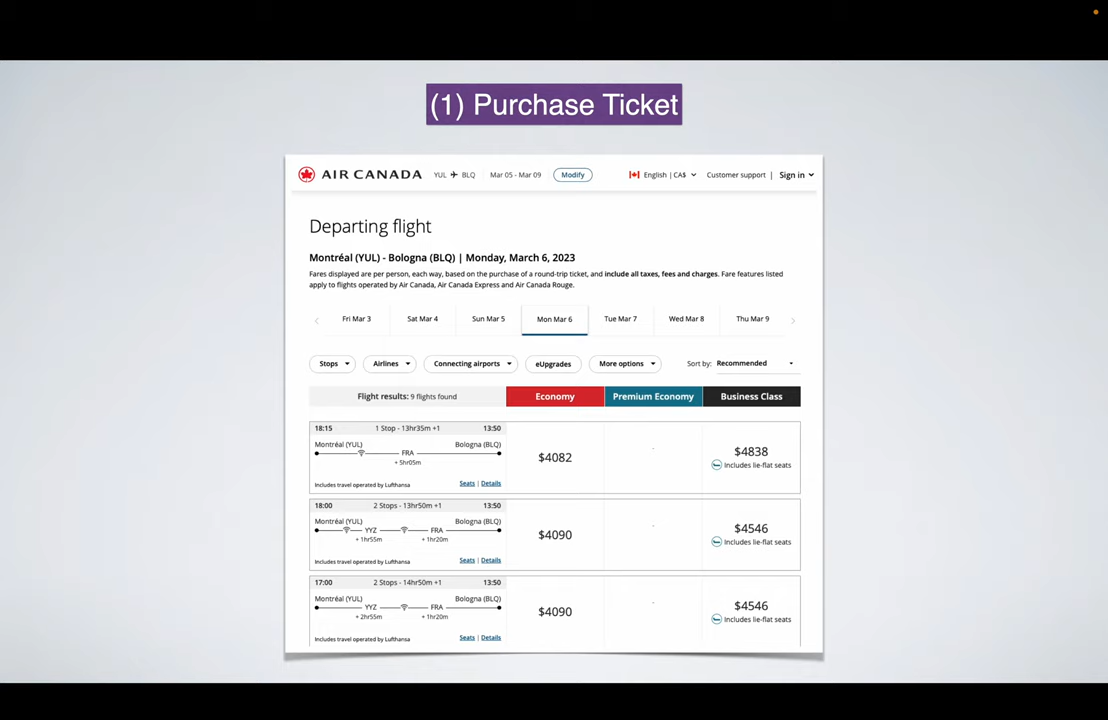 (1) Purchase Ticket
AIR CANADA YUL BLQ Mar 05 - Mar 09 Modify English | CA$ Customer support | Sign in
Departing flight
Montréal (YUL) - Bologna (BLQ) | Monday, March 6, 2023
Fares displayed are per person, each way, based on the purchase of a round-trip ticket, and include all taxes, fees and charges. Fare features listed
apply to flights operated by Air Canada, Air Canada Express and Air Canada Rouge.
Fri Mar 3 Sat Mar 4 Sun Mar 5 Mon Mar 6 Tue Mar 7 Wed Mar 8 Thu Mar 9
Stops Airlines Connecting airports eUpgrades More options Sort by: Recommended
Flight results: 9 flights found Economy Premium Economy Business Class
18:15 1 Stop - 13hr35m +1 13:50
Montréal (YUL) Bologna (BLQ)
FRA
+ 5hr05m
Includes travel operated by Lufthansa Seats | Details
$4082 - $4838
Includes lie-flat seats
18:00 2 Stops - 13hr50m +1 13:50
Montréal (YUL) Bologna (BLQ)
YYZ FRA
+ 1hr55m + 1hr20m
Includes travel operated by Lufthansa Seats | Details
$4090 - $4546
Includes lie-flat seats
17:00 2 Stops - 14hr50m +1 13:50
Montréal (YUL) Bologna (BLQ)
YYZ FRA
+ 2hr55m + 1hr20m
Includes travel operated by Lufthansa Seats | Details
$4090 - $4546
Includes lie-flat seats